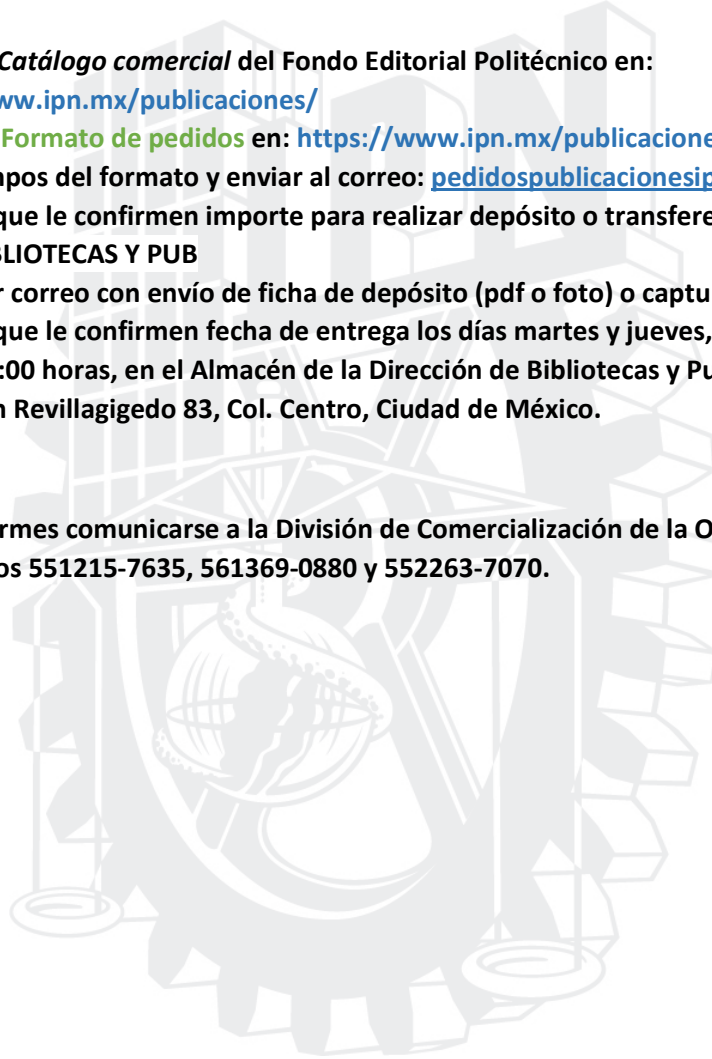 Catálogo comercial del Fondo Editorial Politécnico en:
ww.ipn.mx/publicaciones/
Formato de pedidos en: https://www.ipn.mx/publicacione
pos del formato y enviar al correo: pedidospublicacionesip
que le confirmen importe para realizar depósito o transfere
BLIOTECAS Y PUB
r correo con envío de ficha de depósito (pdf o foto) o captu
que le confirmen fecha de entrega los días martes y jueves,
:00 horas, en el Almacén de la Dirección de Bibliotecas y Pu
n Revillagigedo 83, Col. Centro, Ciudad de México.
rmes comunicarse a la División de Comercialización de la O
os 551215-7635, 561369-0880 y 552263-7070.